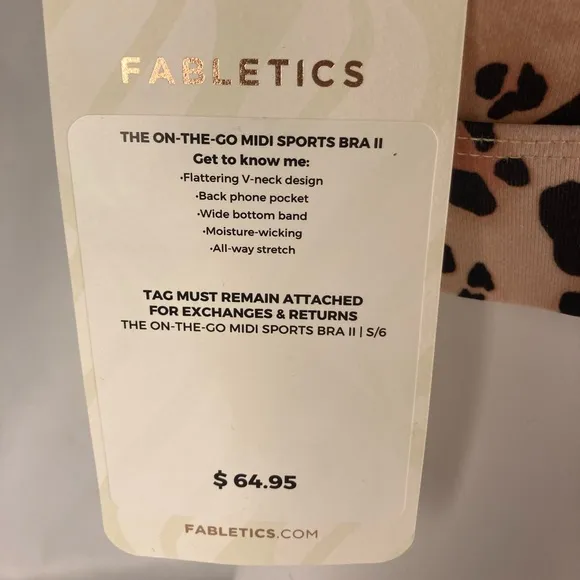 FABLETICS
THE ON-THE-GO MIDI SPORTS BRA II
Get to know me:
•Flattering V-neck design
•Back phone pocket
•Wide bottom band
•Moisture-wicking
•All-way stretch
TAG MUST REMAIN ATTACHED
FOR EXCHANGES & RETURNS
THE ON-THE-GO MIDI SPORTS BRA II | S/6
$ 64.95
FABLETICS.COM